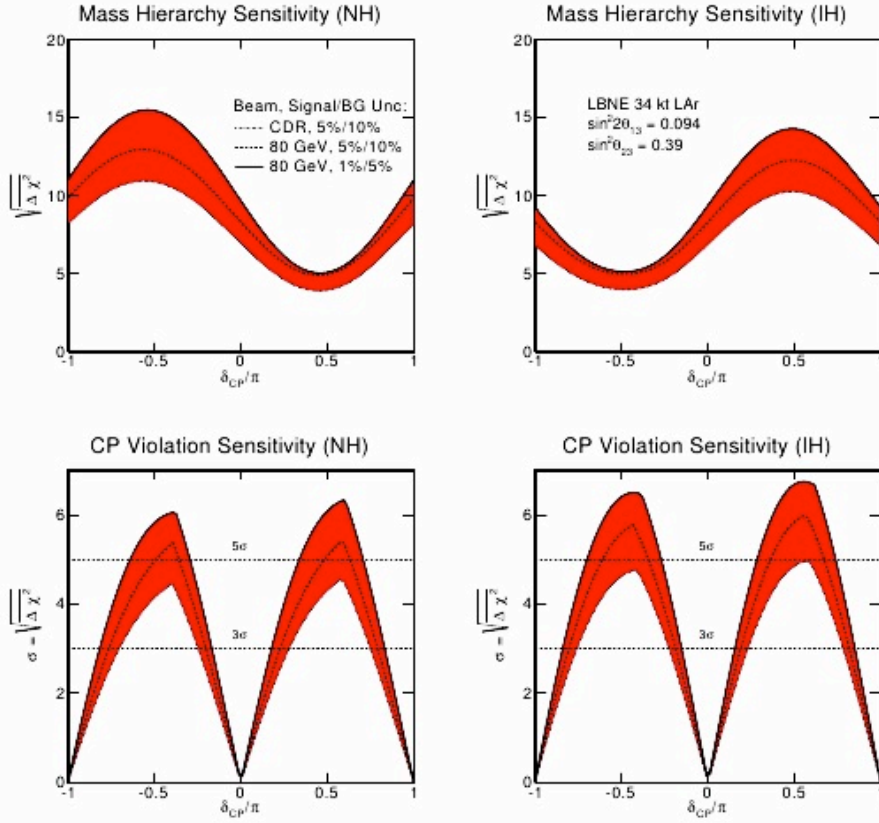 Mass Hierarchy Sensitivity (NH)
20
15
10
5
0
-1
-0.5
0
0.5
1
√Δχ²
δCP/π
Beam, Signal/BG Unc:
CDR, 5%/10%
80 GeV, 5%/10%
80 GeV, 1%/5%
Mass Hierarchy Sensitivity (IH)
20
15
10
5
0
-1
-0.5
0
0.5
√Δχ²
δCP/π
LBNE 34 kt LAr
sin²2θ13 = 0.094
sin²θ23 = 0.39
CP Violation Sensitivity (NH)
6
4
2
0
-1
-0.5
0
0.5
1
σ = √Δχ²
δCP/π
5σ
3σ
CP Violation Sensitivity (IH)
6
4
2
0
-1
-0.5
0
0.5
σ = √Δχ²
δCP/π
5σ
3σ